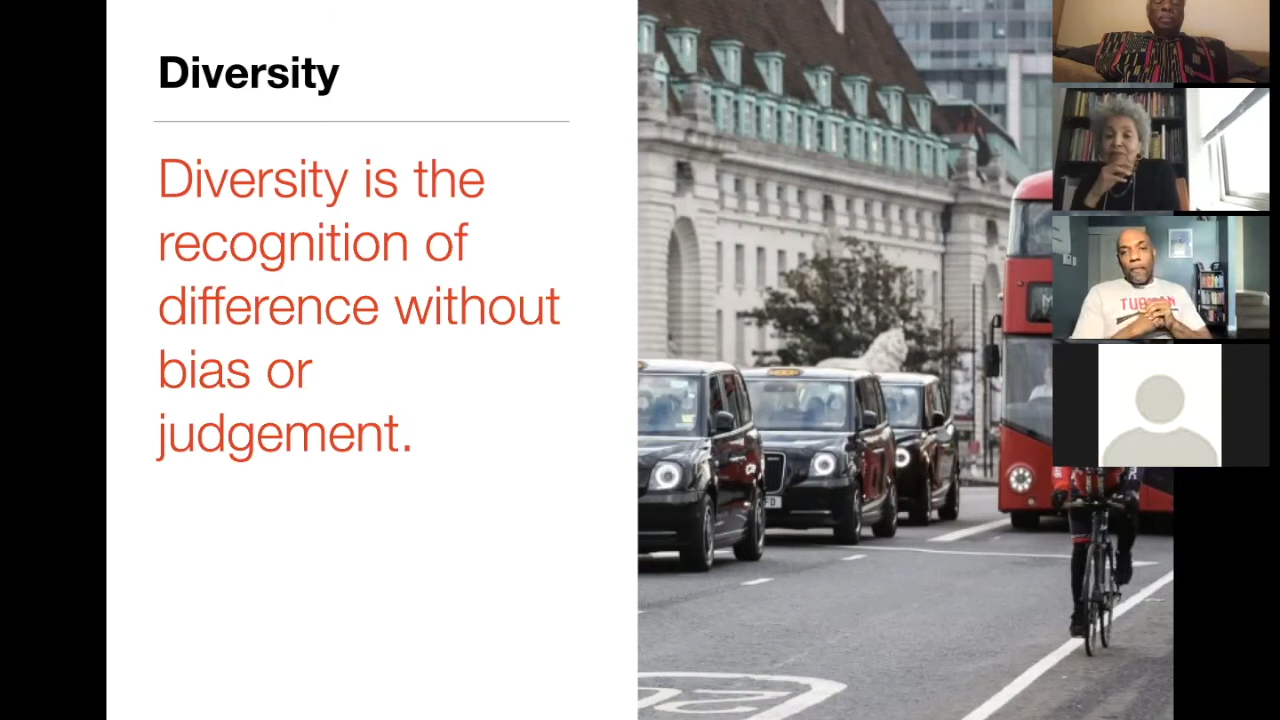 Diversity
Diversity is the
recognition of
difference without
bias or
judgement.